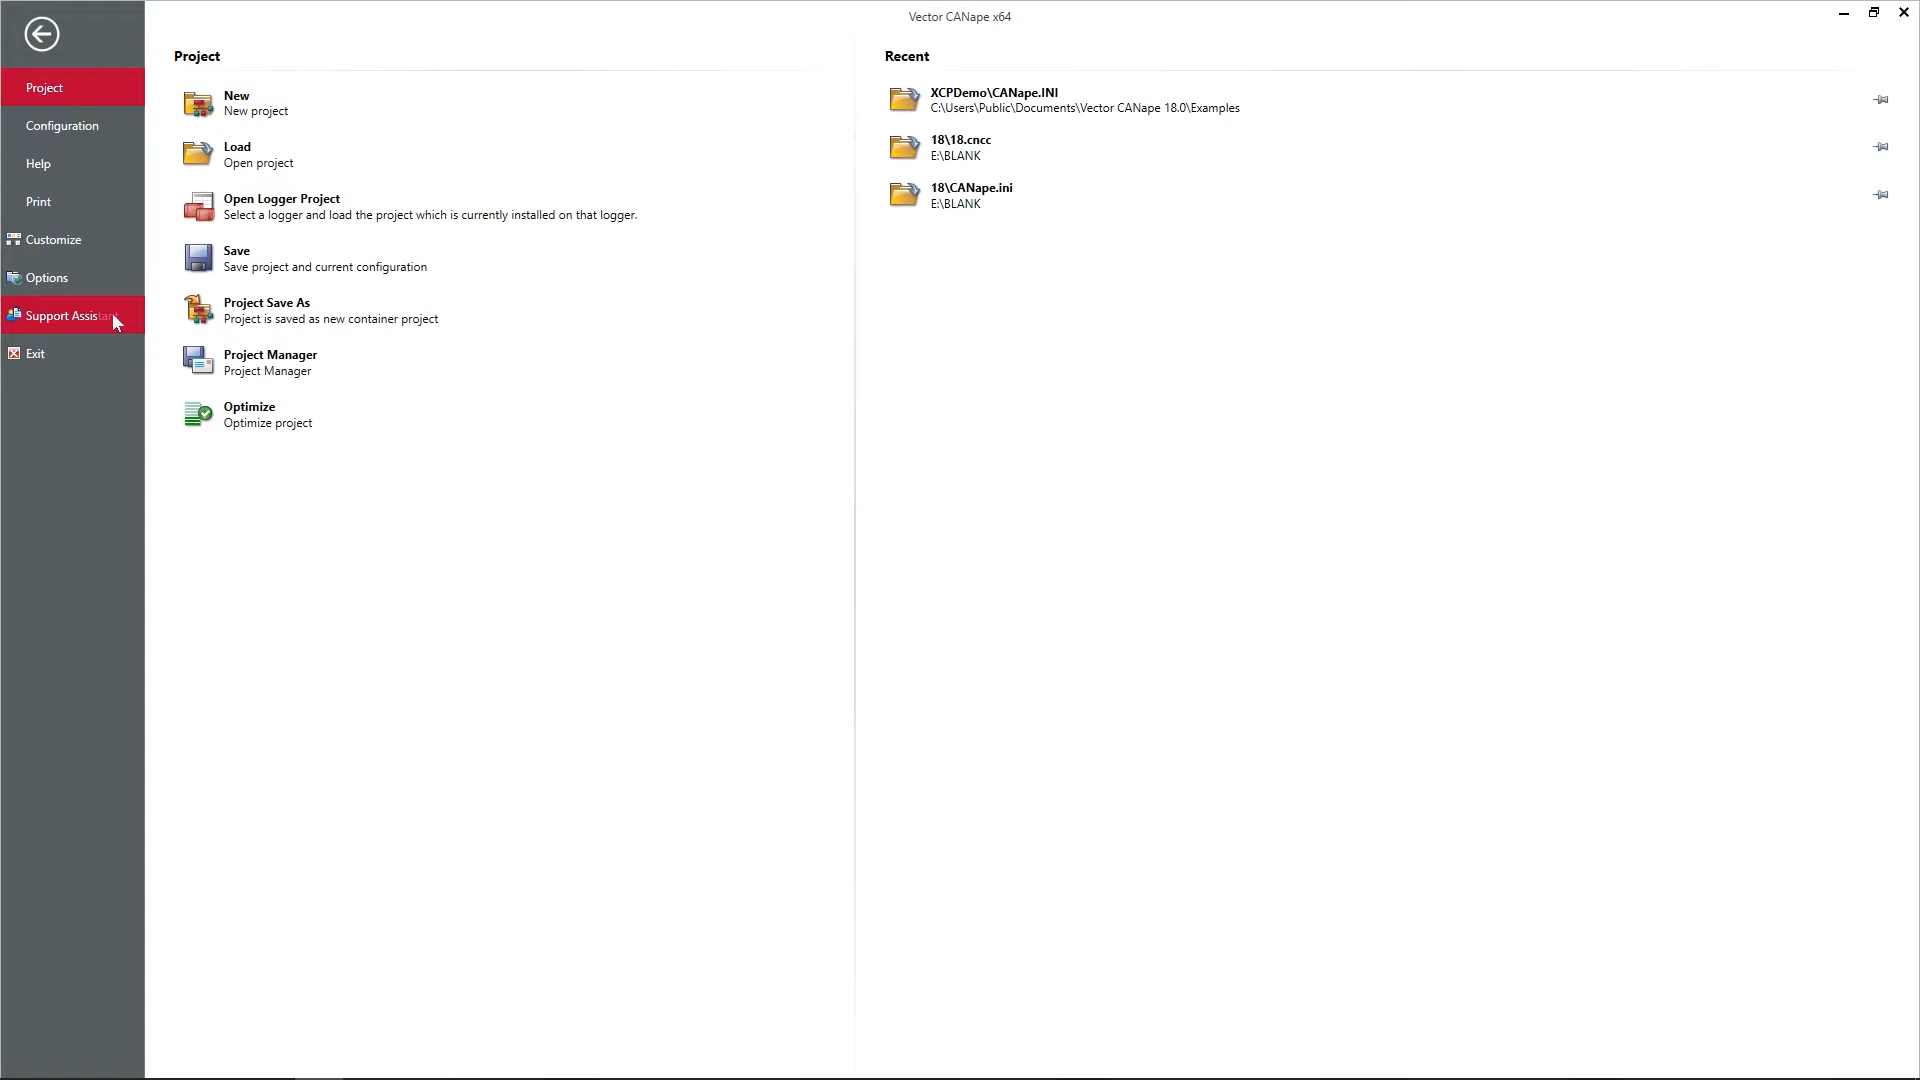 Vector CANape x64
Project
Configuration
Help
Print
Customize
Options
Support Assistant
Exit
Project
New
New project
Load
Open project
Open Logger Project
Select a logger and load the project which is currently installed on that logger.
Save
Save project and current configuration
Project Save As
Project is saved as new container project
Project Manager
Project Manager
Optimize
Optimize project
Recent
XCPDemo\CANape.INI
C:\Users\Public\Documents\Vector CANape 18.0\Examples
18\18.cncc
E:\BLANK
18\CANape.ini
E:\BLANK